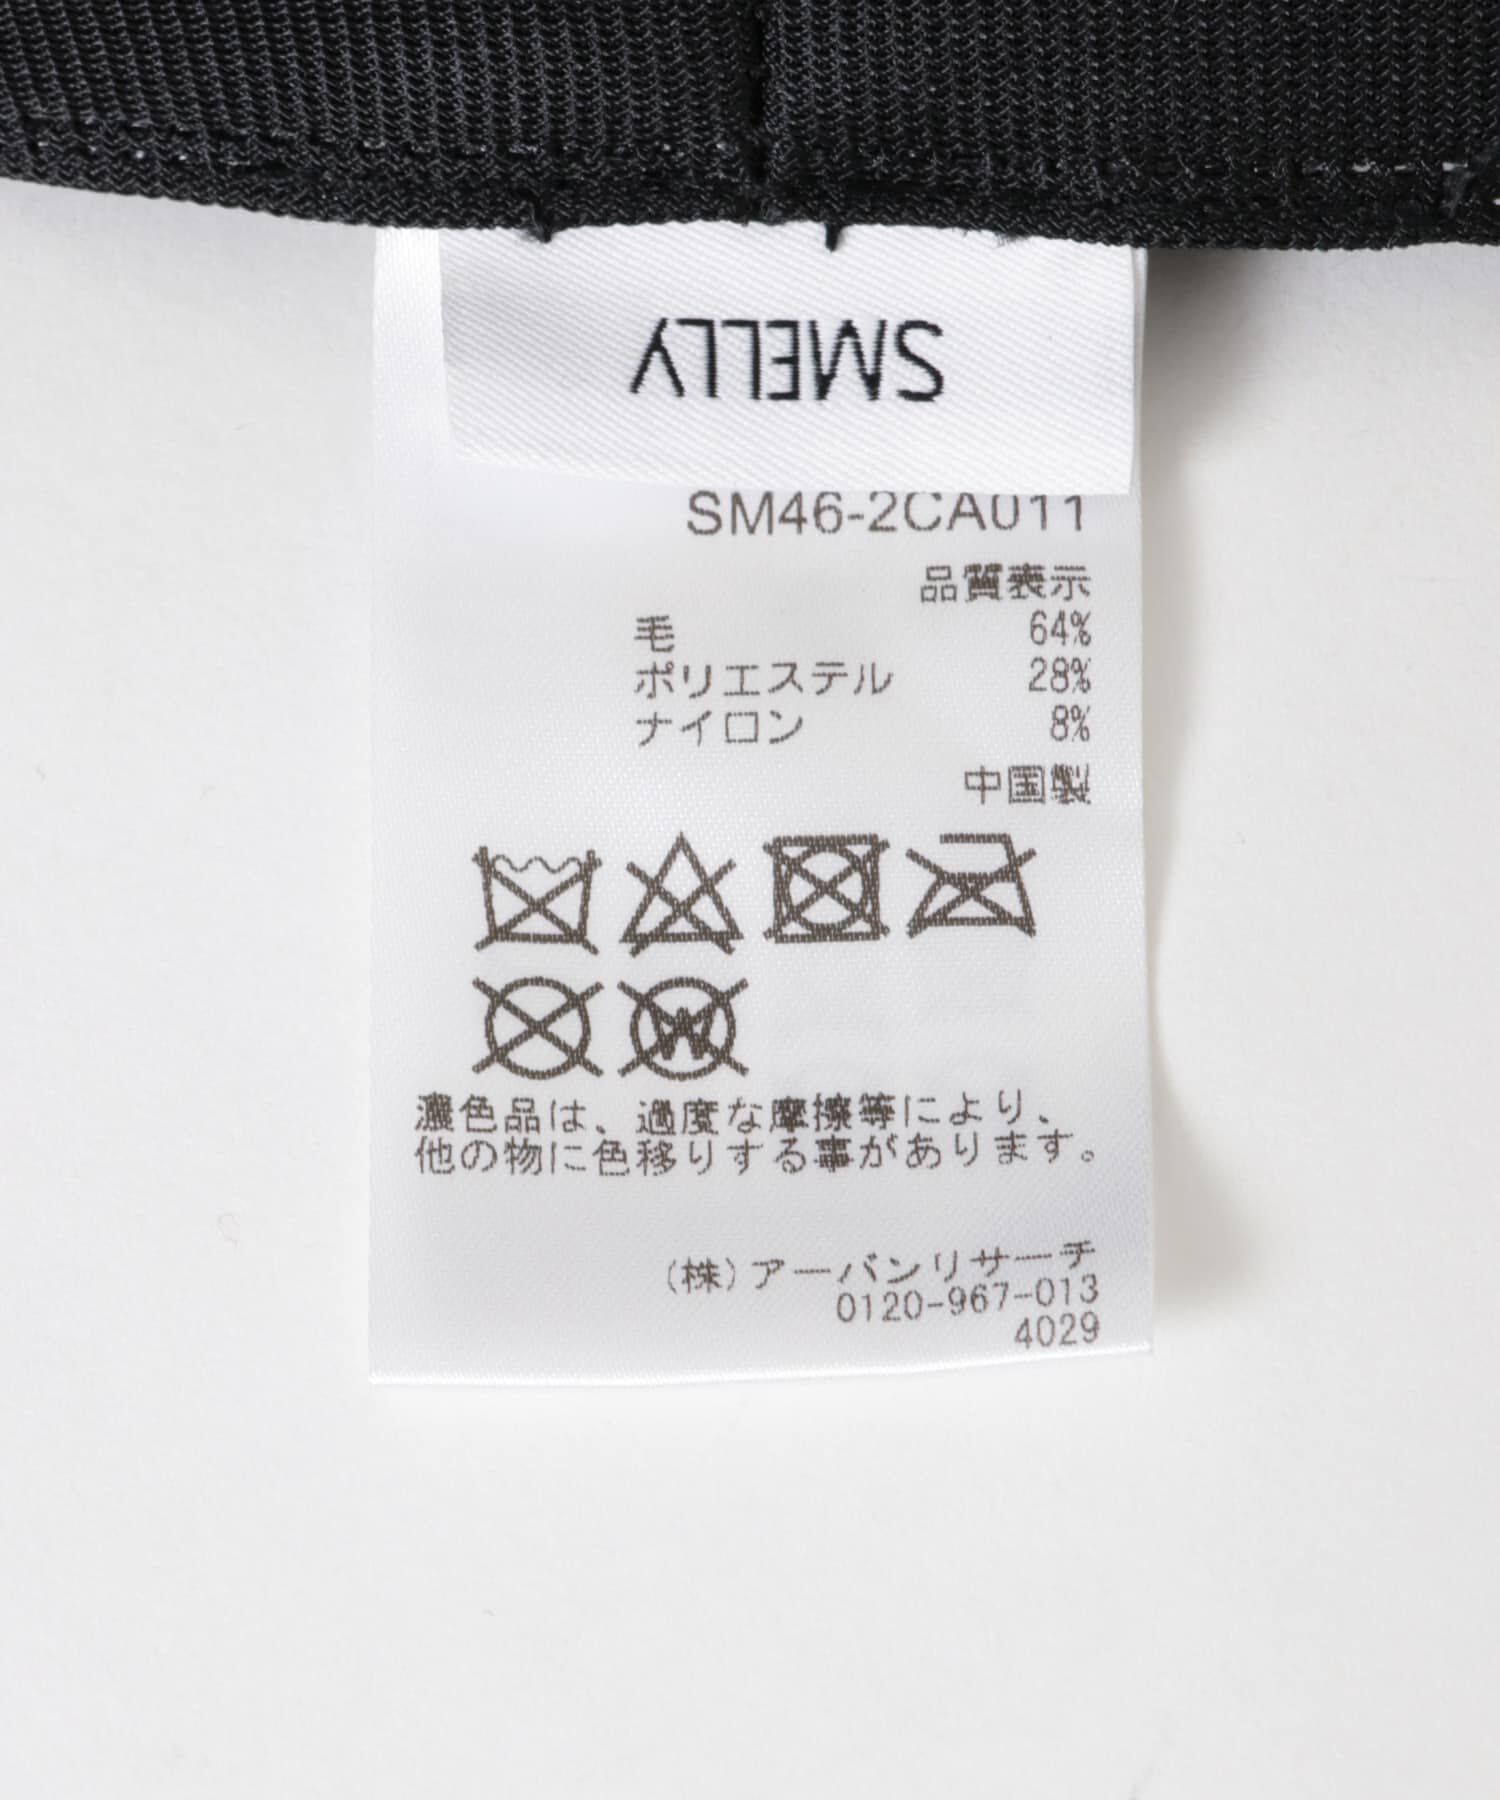 SMELLY
SM46-2CA011
品質表示
毛 64%
ポリエステル 28%
ナイロン 8%
中国製
W
濃色品は、過度な摩擦等により、
他の物に色移りする事があります。
(株)アーバンリサーチ
0120-967-013
4029